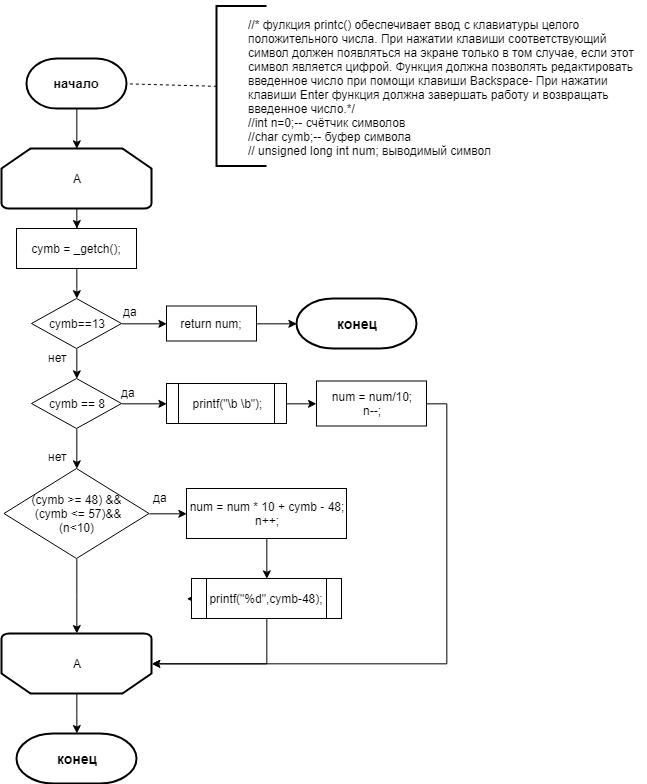 //* фулкция printc() обеспечивает ввод с клавиатуры целого
положительного числа. При нажатии клавиши соответствующий
символ должен появляться на экране только в том случае, если этот
символ является цифрой. Функция должна позволять редактировать
введенное число при помощи клавиши Backspace- При нажатии
клавиши Enter функция должна завершать работу и возвращать
введенное число.*/
//int n=0;-- счётчик символов
//char cymb;-- буфер символа
// unsigned long int num; выводимый символ
начало
A
cymb = _getch();
cymb==13
да
return num;
конец
нет
cymb == 8
да
printf("\b \b");
num = num/10;
n--;
нет
(cymb >= 48) &&
(cymb <= 57)&&
(n<10)
да
num = num * 10 + cymb - 48;
n++;
printf("%d",cymb-48);
A
конец